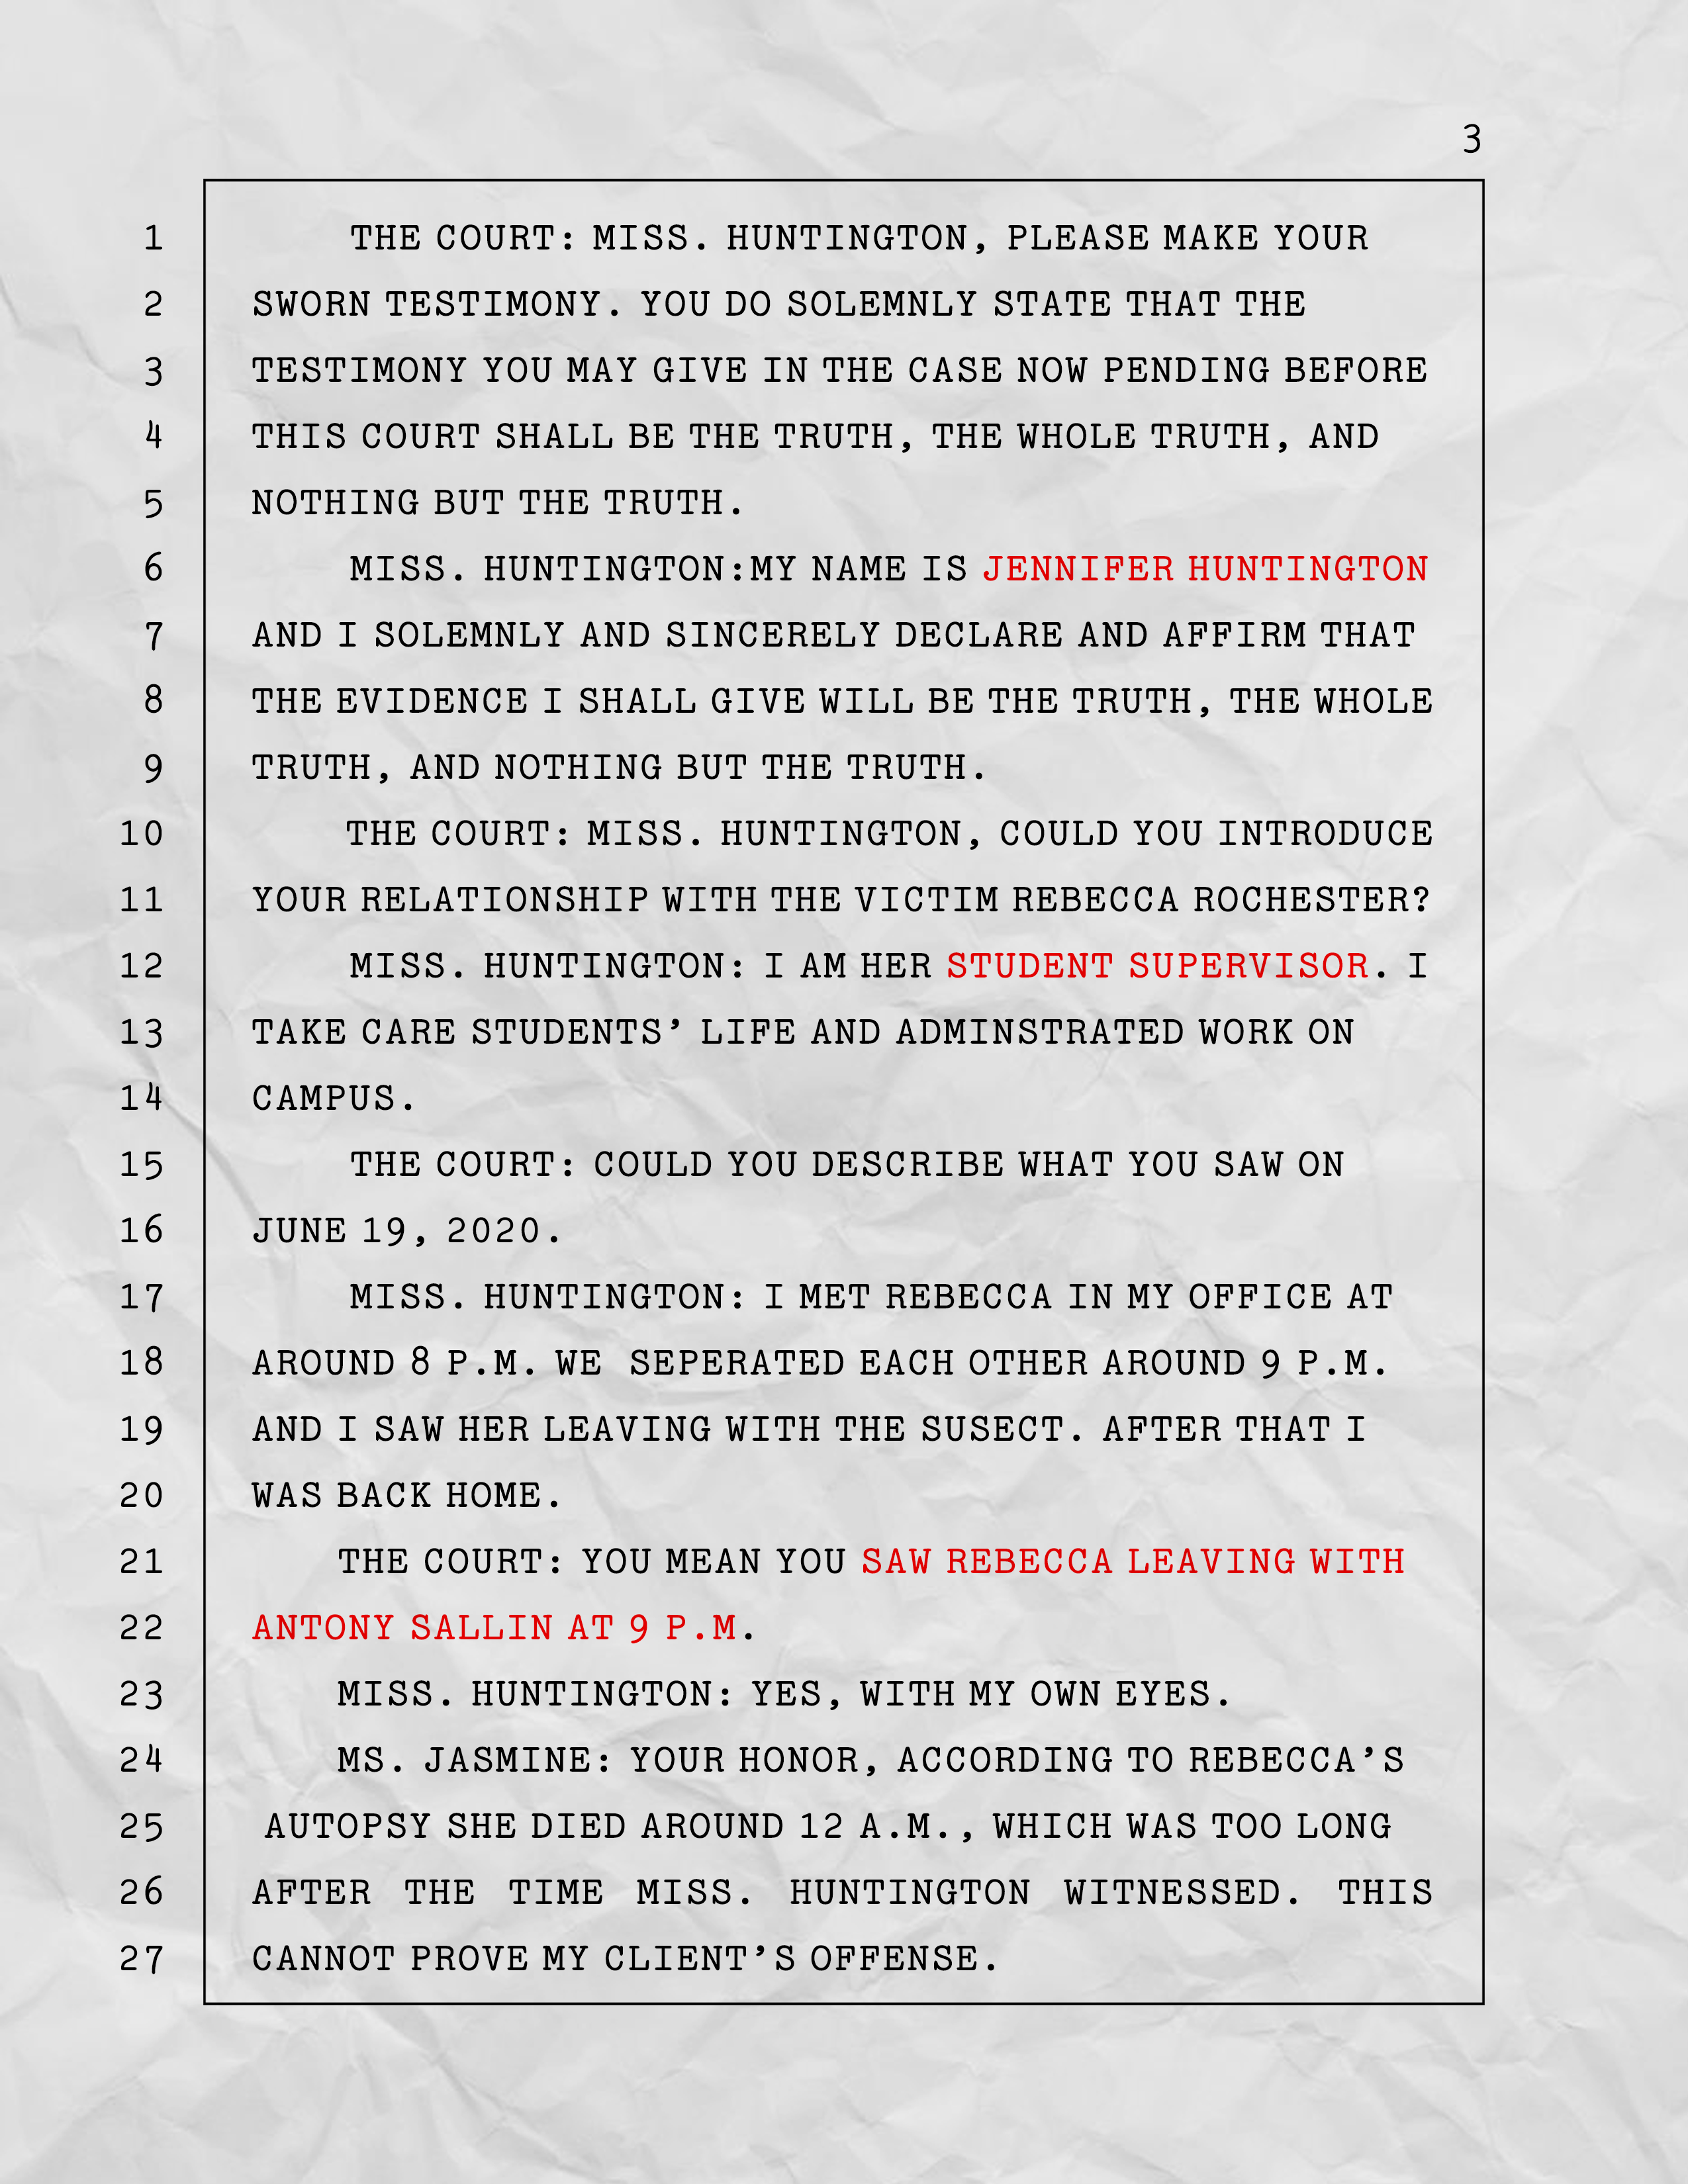 3
1 THE COURT: MISS. HUNTINGTON, PLEASE MAKE YOUR
2 SWORN TESTIMONY. YOU DO SOLEMNLY STATE THAT THE
3 TESTIMONY YOU MAY GIVE IN THE CASE NOW PENDING BEFORE
4 THIS COURT SHALL BE THE TRUTH, THE WHOLE TRUTH, AND
5 NOTHING BUT THE TRUTH.
6 MISS. HUNTINGTON:MY NAME IS JENNIFER HUNTINGTON
7 AND I SOLEMNLY AND SINCERELY DECLARE AND AFFIRM THAT
8 THE EVIDENCE I SHALL GIVE WILL BE THE TRUTH, THE WHOLE
9 TRUTH, AND NOTHING BUT THE TRUTH.
10 THE COURT: MISS. HUNTINGTON, COULD YOU INTRODUCE
11 YOUR RELATIONSHIP WITH THE VICTIM REBECCA ROCHESTER?
12 MISS. HUNTINGTON: I AM HER STUDENT SUPERVISOR. I
13 TAKE CARE STUDENTS’ LIFE AND ADMINSTRATED WORK ON
14 CAMPUS.
15 THE COURT: COULD YOU DESCRIBE WHAT YOU SAW ON
16 JUNE 19, 2020.
17 MISS. HUNTINGTON: I MET REBECCA IN MY OFFICE AT
18 AROUND 8 P.M. WE SEPERATED EACH OTHER AROUND 9 P.M.
19 AND I SAW HER LEAVING WITH THE SUSECT. AFTER THAT I
20 WAS BACK HOME.
21 THE COURT: YOU MEAN YOU SAW REBECCA LEAVING WITH
22 ANTONY SALLIN AT 9 P.M.
23 MISS. HUNTINGTON: YES, WITH MY OWN EYES.
24 MS. JASMINE: YOUR HONOR, ACCORDING TO REBECCA’S
25 AUTOPSY SHE DIED AROUND 12 A.M., WHICH WAS TOO LONG
26 AFTER THE TIME MISS. HUNTINGTON WITNESSED. THIS
27 CANNOT PROVE MY CLIENT’S OFFENSE.